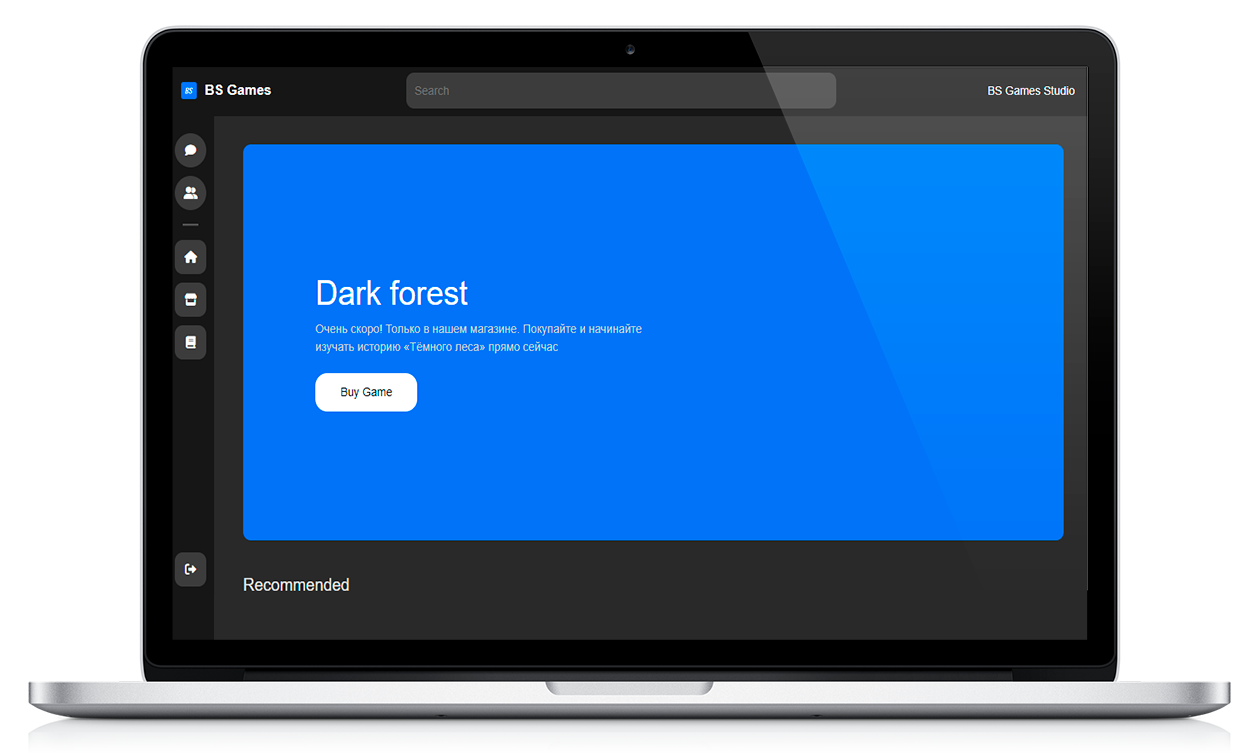 BS
BS Games
Search
BS Games Studio
Dark forest
Очень скоро! Только в нашем магазине. Покупайте и начинайте
изучать историю «Тёмного леса» прямо сейчас
Buy Game
Recommended